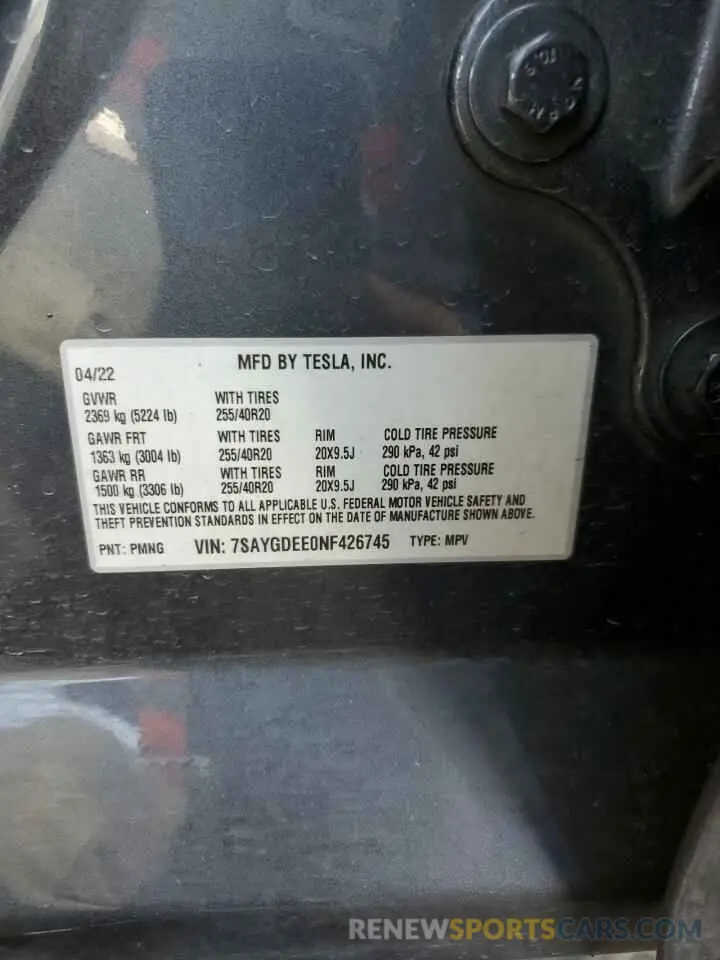 04/22
MFD BY TESLA, INC.
GVWR WITH TIRES
2369 kg (5224 lb) 255/40R20
GAWR FRT WITH TIRES RIM COLD TIRE PRESSURE
1363 kg (3004 lb) 255/40R20 20X9.5J 290 kPa, 42 psi
GAWR RR WITH TIRES RIM COLD TIRE PRESSURE
1500 kg (3306 lb) 255/40R20 20X9.5J 290 kPa, 42 psi
THIS VEHICLE CONFORMS TO ALL APPLICABLE U.S. FEDERAL MOTOR VEHICLE SAFETY AND
THEFT PREVENTION STANDARDS IN EFFECT ON THE DATE OF MANUFACTURE SHOWN ABOVE.
PNT: PMNG VIN: 7SAYGDEE0NF426745 TYPE: MPV
RENEWSPORTSCARS.COM